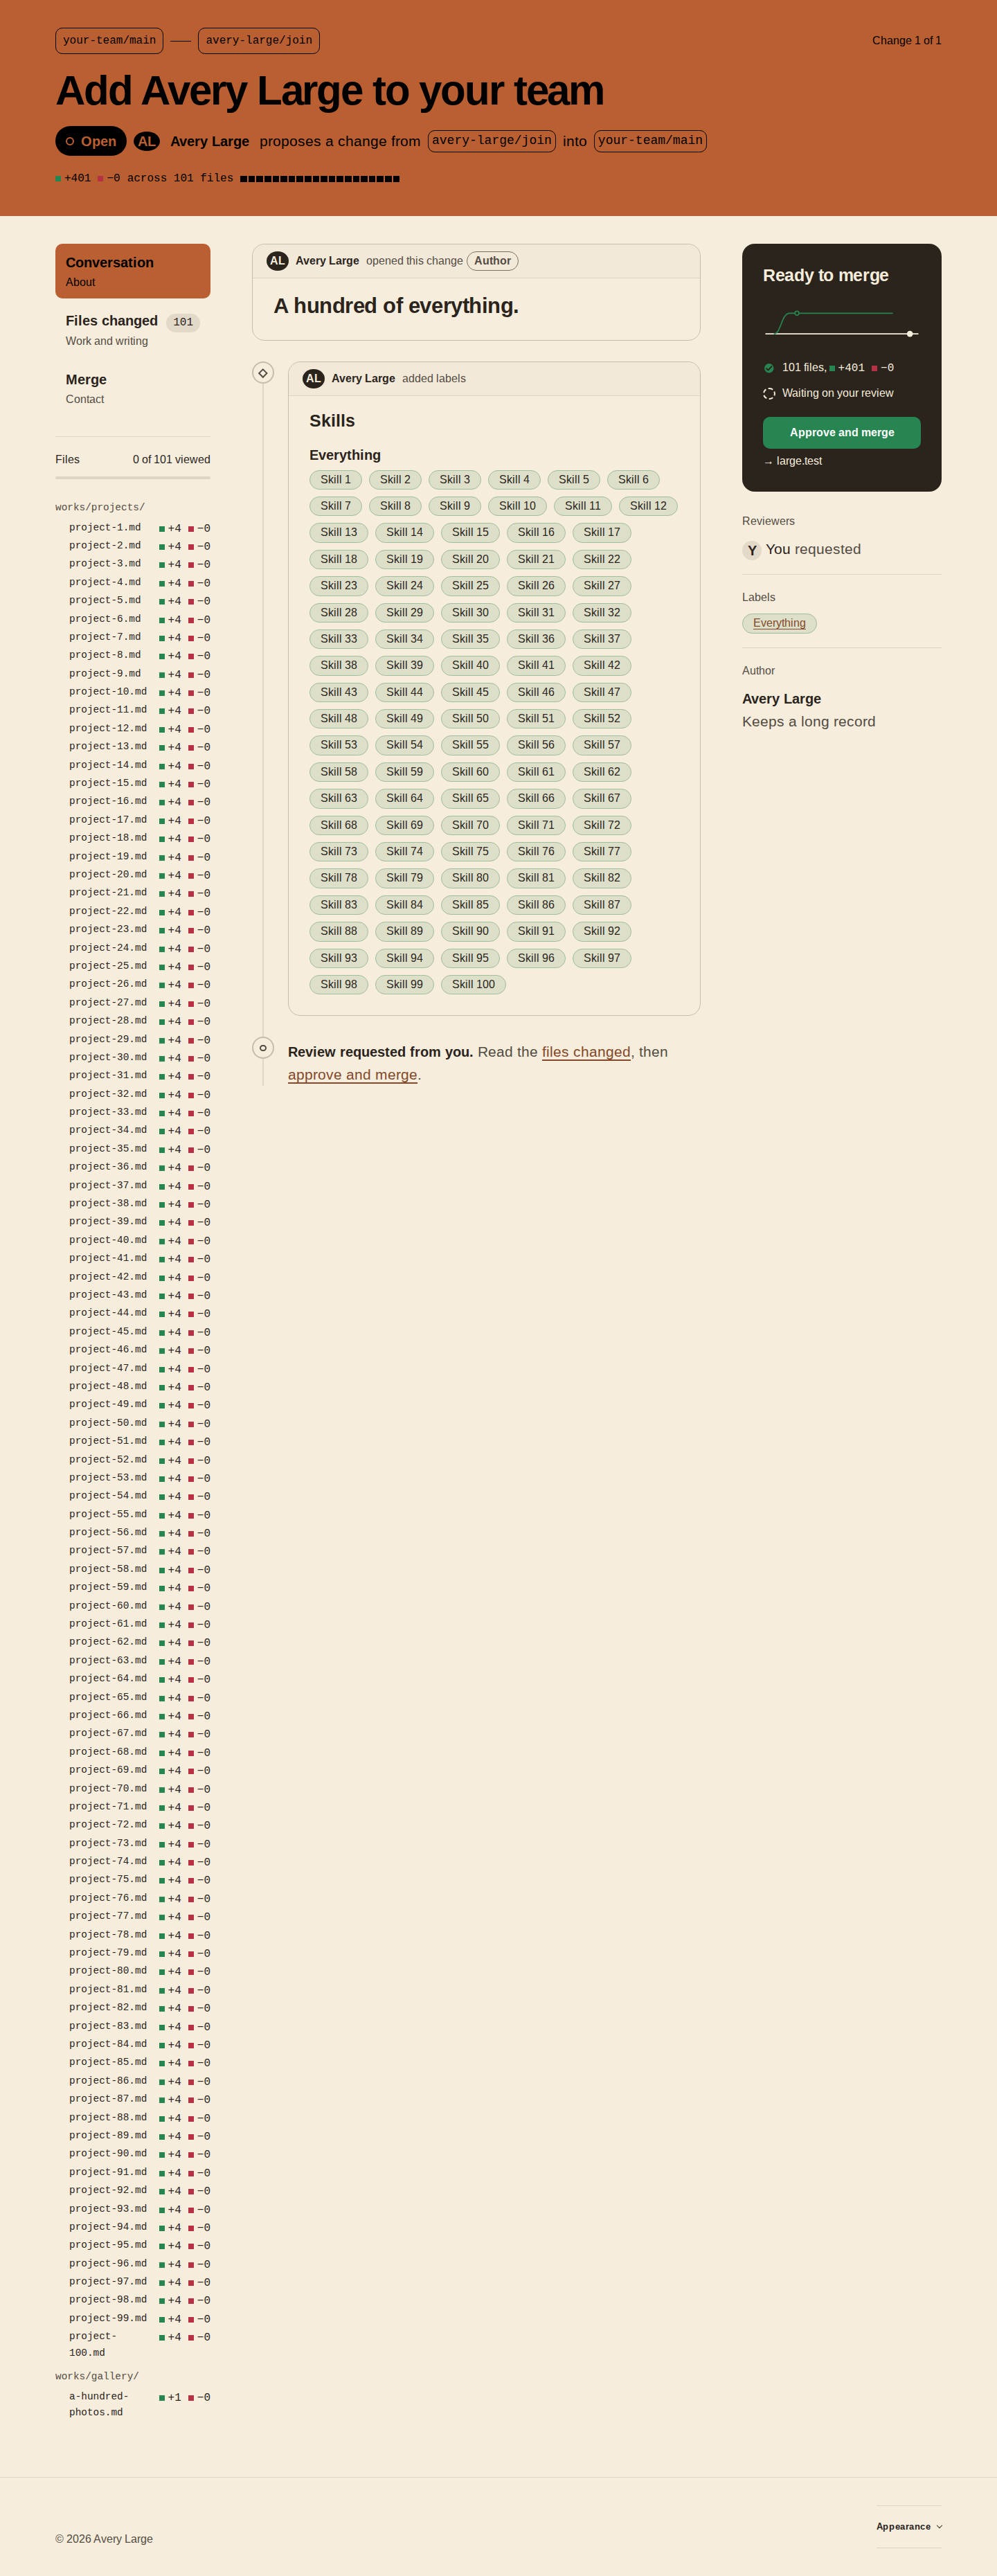 your-team/main avery-large/join Change 1 of 1
Add Avery Large to your team
Open AL Avery Large proposes a change from avery-large/join into your-team/main
+401 −0 across 101 files
Conversation
About
Files changed 101
Work and writing
Merge
Contact
Files 0 of 101 viewed
works/projects/
project-1.md +4 −0
project-2.md +4 −0
project-3.md +4 −0
project-4.md +4 −0
project-5.md +4 −0
project-6.md +4 −0
project-7.md +4 −0
project-8.md +4 −0
project-9.md +4 −0
project-10.md +4 −0
project-11.md +4 −0
project-12.md +4 −0
project-13.md +4 −0
project-14.md +4 −0
project-15.md +4 −0
project-16.md +4 −0
project-17.md +4 −0
project-18.md +4 −0
project-19.md +4 −0
project-20.md +4 −0
project-21.md +4 −0
project-22.md +4 −0
project-23.md +4 −0
project-24.md +4 −0
project-25.md +4 −0
project-26.md +4 −0
project-27.md +4 −0
project-28.md +4 −0
project-29.md +4 −0
project-30.md +4 −0
project-31.md +4 −0
project-32.md +4 −0
project-33.md +4 −0
project-34.md +4 −0
project-35.md +4 −0
project-36.md +4 −0
project-37.md +4 −0
project-38.md +4 −0
project-39.md +4 −0
project-40.md +4 −0
project-41.md +4 −0
project-42.md +4 −0
project-43.md +4 −0
project-44.md +4 −0
project-45.md +4 −0
project-46.md +4 −0
project-47.md +4 −0
project-48.md +4 −0
project-49.md +4 −0
project-50.md +4 −0
project-51.md +4 −0
project-52.md +4 −0
project-53.md +4 −0
project-54.md +4 −0
project-55.md +4 −0
project-56.md +4 −0
project-57.md +4 −0
project-58.md +4 −0
project-59.md +4 −0
project-60.md +4 −0
project-61.md +4 −0
project-62.md +4 −0
project-63.md +4 −0
project-64.md +4 −0
project-65.md +4 −0
project-66.md +4 −0
project-67.md +4 −0
project-68.md +4 −0
project-69.md +4 −0
project-70.md +4 −0
project-71.md +4 −0
project-72.md +4 −0
project-73.md +4 −0
project-74.md +4 −0
project-75.md +4 −0
project-76.md +4 −0
project-77.md +4 −0
project-78.md +4 −0
project-79.md +4 −0
project-80.md +4 −0
project-81.md +4 −0
project-82.md +4 −0
project-83.md +4 −0
project-84.md +4 −0
project-85.md +4 −0
project-86.md +4 −0
project-87.md +4 −0
project-88.md +4 −0
project-89.md +4 −0
project-90.md +4 −0
project-91.md +4 −0
project-92.md +4 −0
project-93.md +4 −0
project-94.md +4 −0
project-95.md +4 −0
project-96.md +4 −0
project-97.md +4 −0
project-98.md +4 −0
project-99.md +4 −0
project- +4 −0
100.md
works/gallery/
a-hundred- +1 −0
photos.md
AL Avery Large opened this change Author
A hundred of everything.
AL Avery Large added labels
Skills
Everything
Skill 1 Skill 2 Skill 3 Skill 4 Skill 5 Skill 6
Skill 7 Skill 8 Skill 9 Skill 10 Skill 11 Skill 12
Skill 13 Skill 14 Skill 15 Skill 16 Skill 17
Skill 18 Skill 19 Skill 20 Skill 21 Skill 22
Skill 23 Skill 24 Skill 25 Skill 26 Skill 27
Skill 28 Skill 29 Skill 30 Skill 31 Skill 32
Skill 33 Skill 34 Skill 35 Skill 36 Skill 37
Skill 38 Skill 39 Skill 40 Skill 41 Skill 42
Skill 43 Skill 44 Skill 45 Skill 46 Skill 47
Skill 48 Skill 49 Skill 50 Skill 51 Skill 52
Skill 53 Skill 54 Skill 55 Skill 56 Skill 57
Skill 58 Skill 59 Skill 60 Skill 61 Skill 62
Skill 63 Skill 64 Skill 65 Skill 66 Skill 67
Skill 68 Skill 69 Skill 70 Skill 71 Skill 72
Skill 73 Skill 74 Skill 75 Skill 76 Skill 77
Skill 78 Skill 79 Skill 80 Skill 81 Skill 82
Skill 83 Skill 84 Skill 85 Skill 86 Skill 87
Skill 88 Skill 89 Skill 90 Skill 91 Skill 92
Skill 93 Skill 94 Skill 95 Skill 96 Skill 97
Skill 98 Skill 99 Skill 100
Review requested from you. Read the files changed, then
approve and merge.
Ready to merge
101 files, +401 −0
Waiting on your review
Approve and merge
→ large.test
Reviewers
Y You requested
Labels
Everything
Author
Avery Large
Keeps a long record
© 2026 Avery Large
Appearance